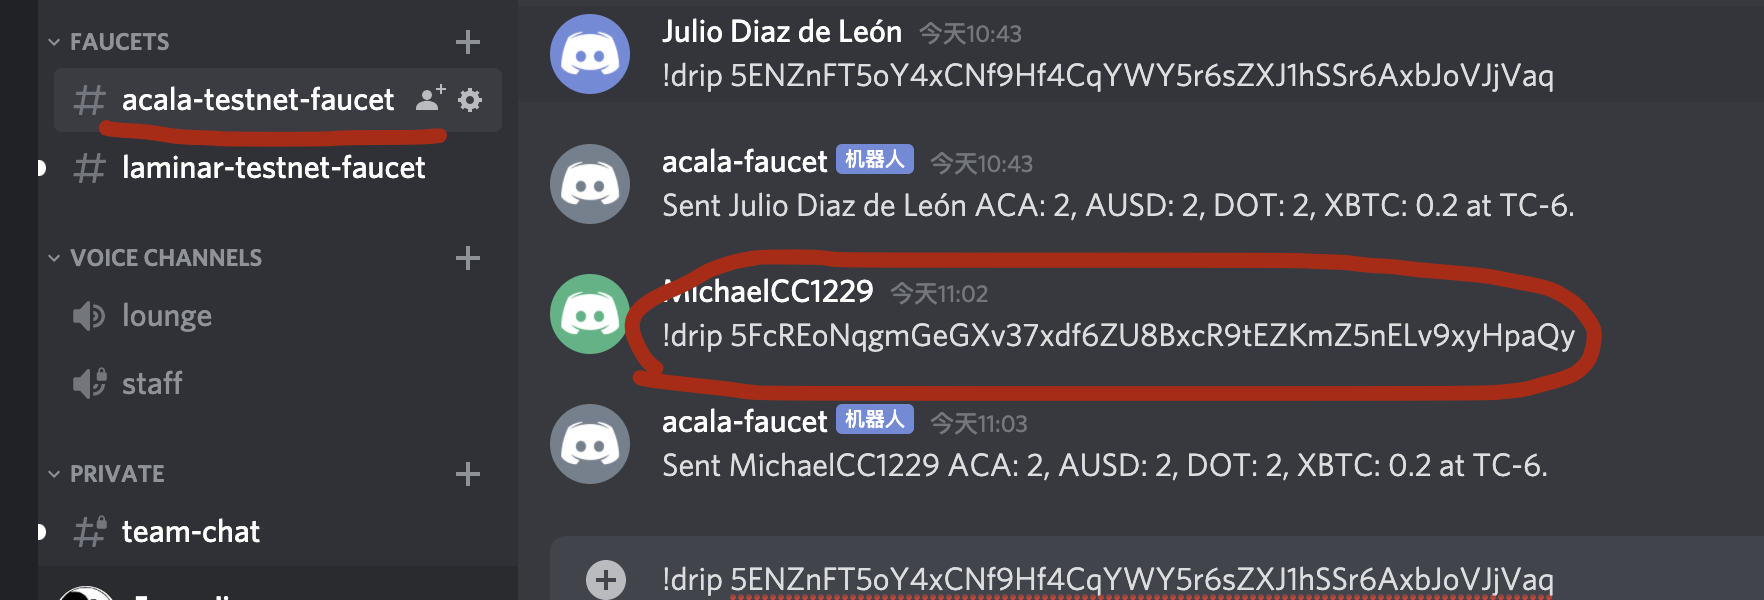 FAUCETS
acala-testnet-faucet
laminar-testnet-faucet
VOICE CHANNELS
lounge
staff
PRIVATE
team-chat
Julio Diaz de León 今天10:43
!drip 5ENZnFT5oY4xCNf9Hf4CqYWY5r6sZXJ1hSSr6AxbJoVJjVaq
acala-faucet 机器人 今天10:43
Sent Julio Diaz de León ACA: 2, AUSD: 2, DOT: 2, XBTC: 0.2 at TC-6.
MichaelCC1229 今天11:02
!drip 5FcREoNqgmGeGXv37xdf6ZU8BxcR9tEZKmZ5nELv9xyHpaQy
acala-faucet 机器人 今天11:03
Sent MichaelCC1229 ACA: 2, AUSD: 2, DOT: 2, XBTC: 0.2 at TC-6.
!drip 5ENZnFT5oY4xCNf9Hf4CqYWY5r6sZXJ1hSSr6AxbJoVJjVaq